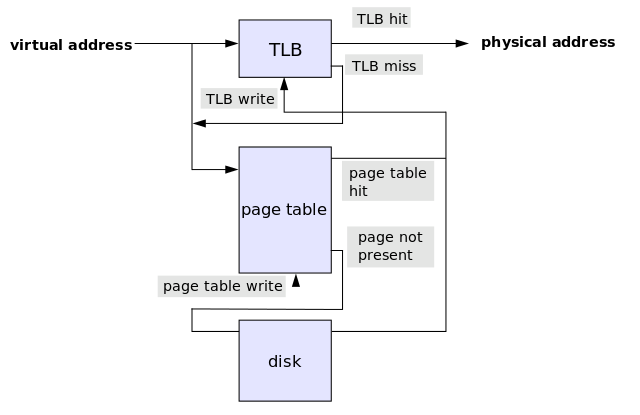 TLB hit
virtual address
TLB
physical address
TLB miss
TLB write
page table
hit
page table
page not
present
page table write
disk